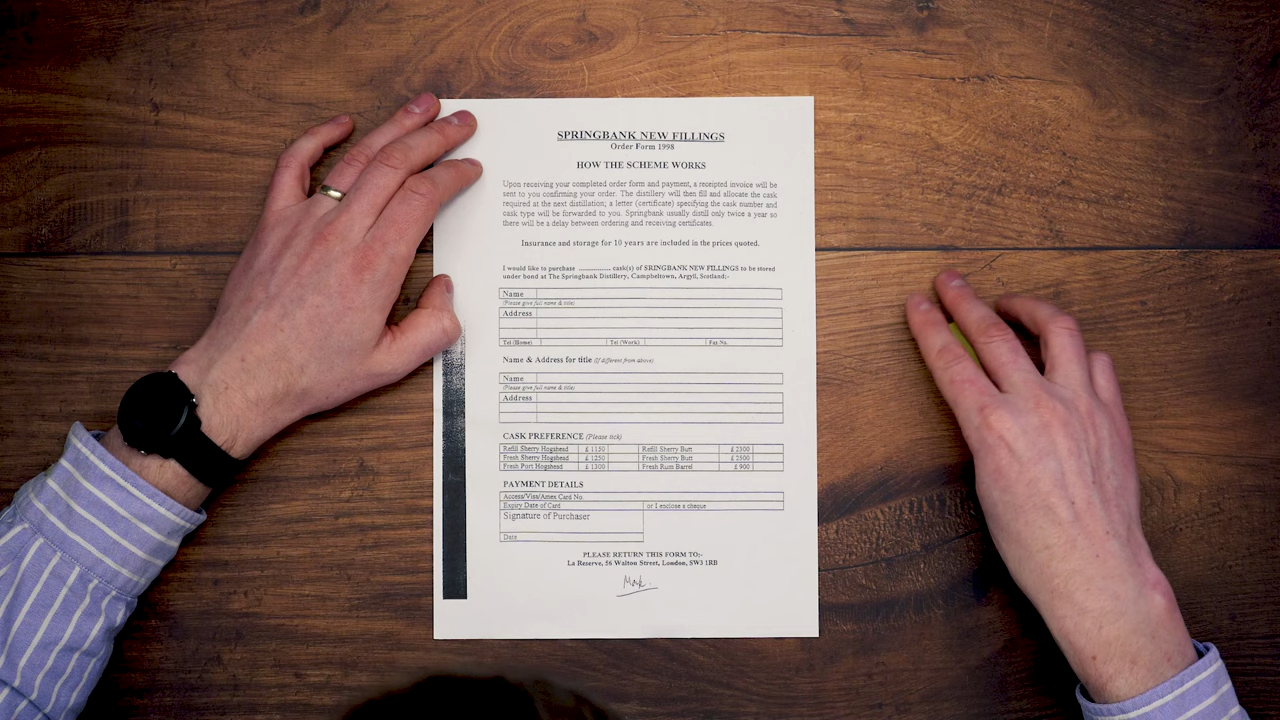 SPRINGBANK NEW FILLINGS
Order Form 1998
HOW THE SCHEME WORKS
Upon receiving your completed order form and payment, a receipted invoice will be
sent to you confirming your order. The distillery will then fill and allocate the cask
required at the next distillation; a letter (certificate) specifying the cask number and
cask type will be forwarded to you. Springbank usually distil only twice a year so
there will be a delay between ordering and receiving certificates.
Insurance and storage for 10 years are included in the prices quoted.
I would like to purchase .............. cask(s) of SRINGBANK NEW FILLINGS to be stored
under bond at The Springbank Distillery, Campbeltown, Argyll, Scotland:-
Name
(Please give full name & title)
Address
Tel (Home) Tel (Work) Fax No.
Name & Address for title (If different from above)
Name
(Please give full name & title)
Address
CASK PREFERENCE (Please tick)
Refill Sherry Hogshead £ 1150 Refill Sherry Butt £ 2300
Fresh Sherry Hogshead £ 1250 Fresh Sherry Butt £ 2500
Fresh Port Hogshead £ 1300 Fresh Rum Barrel £ 900
PAYMENT DETAILS
Access/Visa/Amex Card No.
Expiry Date of Card or I enclose a cheque
Signature of Purchaser
Date
PLEASE RETURN THIS FORM TO:-
La Reserve, 56 Walton Street, London, SW3 1RB
Mark.